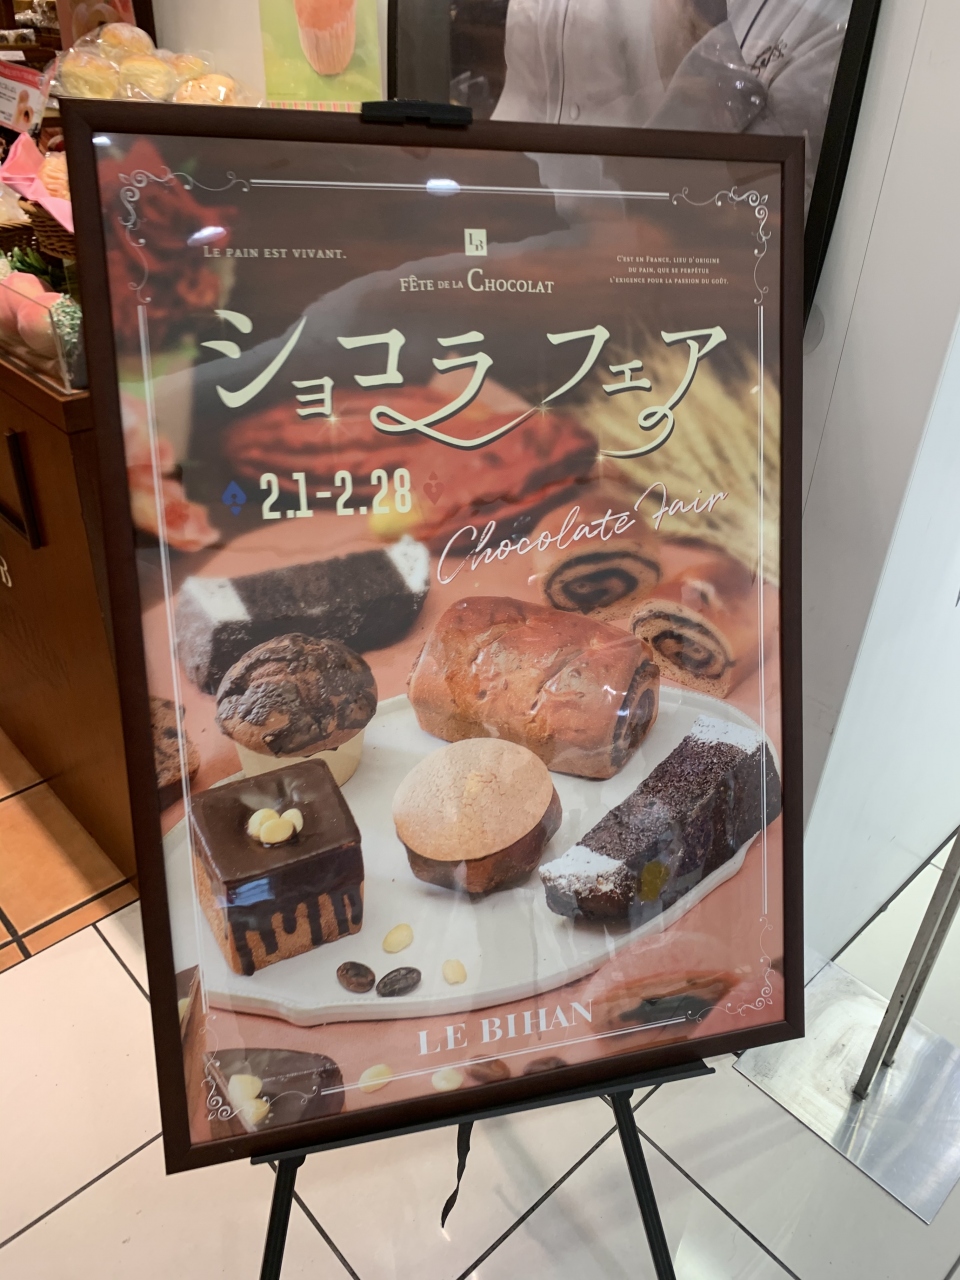 LE PAIN EST VIVANT.
LB
FÊTE DE LA CHOCOLAT
C'EST EN FRANCE, LIEU D'ORIGINE
DU PAIN, QUE SE PERPÉTUE
L'EXIGENCE POUR LA PASSION DU GOÛT.
ショコラ フェア
2.1-2.28
Chocolate Fair
LE BIHAN